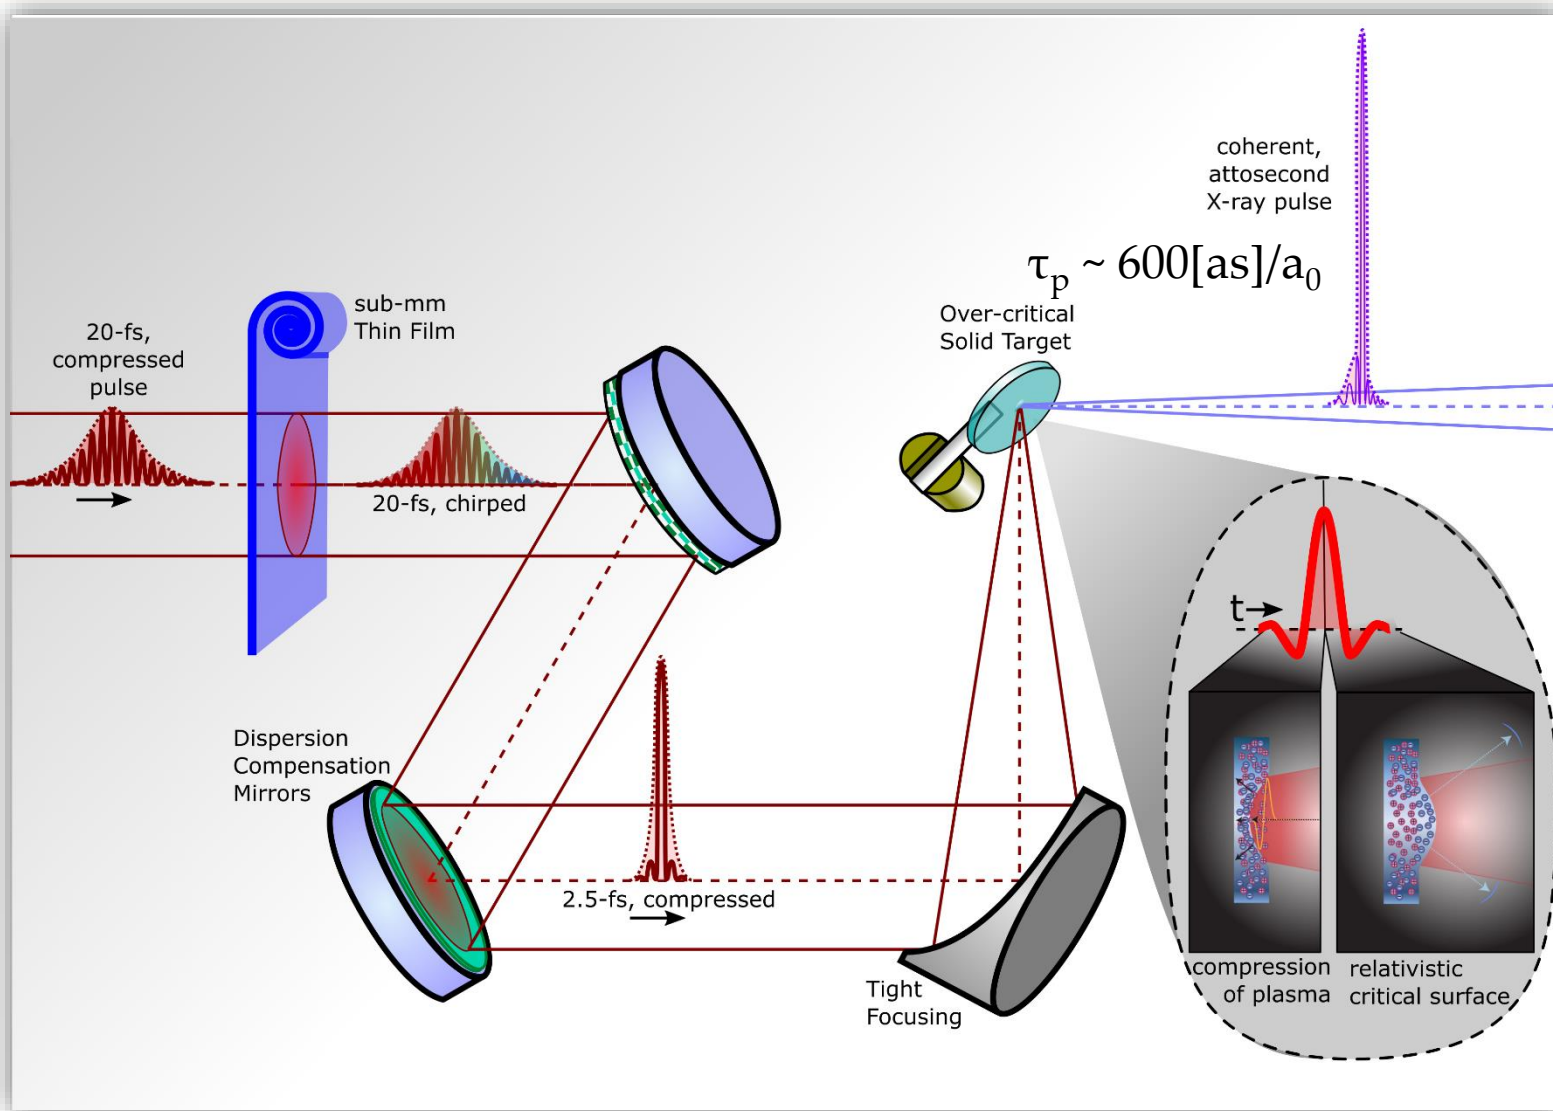 coherent,
attosecond
X-ray pulse
τₚ ~ 600[as]/a₀
sub-mm
Thin Film
20-fs,
compressed
pulse
Over-critical
Solid Target
20-fs, chirped
t
Dispersion
Compensation
Mirrors
2.5-fs, compressed
Tight
Focusing
compression
of plasma
relativistic
critical surface